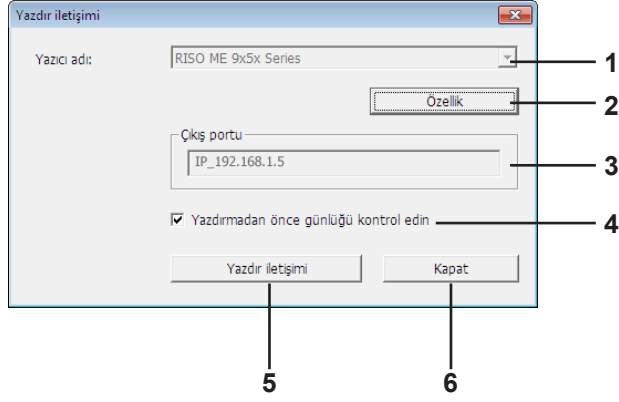 Yazdır iletişimi
Yazıcı adı: RISO ME 9x5x Series 1
Özellik 2
Çıkış portu
IP_192.168.1.5 3
Yazdırmadan önce günlüğü kontrol edin 4
Yazdır iletişimi Kapat
5 6